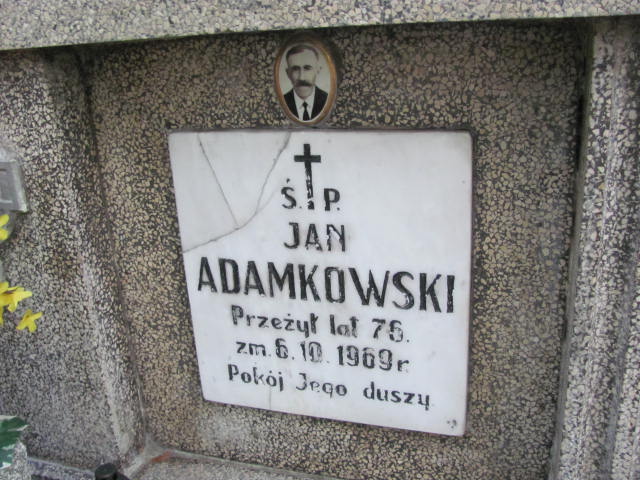 Ś. P.
JAN
ADAMKOWSKI
Przeżył lat 76.
zm. 6.10.1969 r.
Pokój Jego duszy.